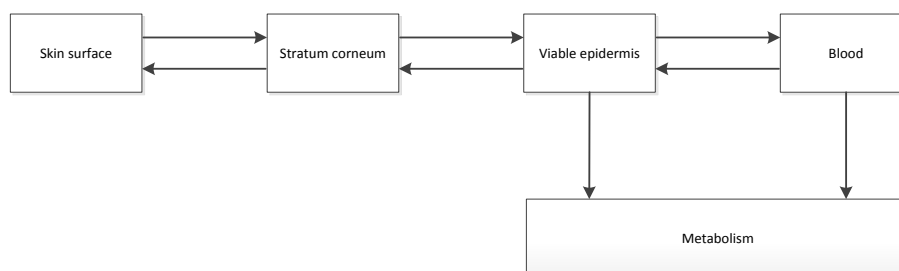 Skin surface
Stratum corneum
Viable epidermis
Blood
Metabolism